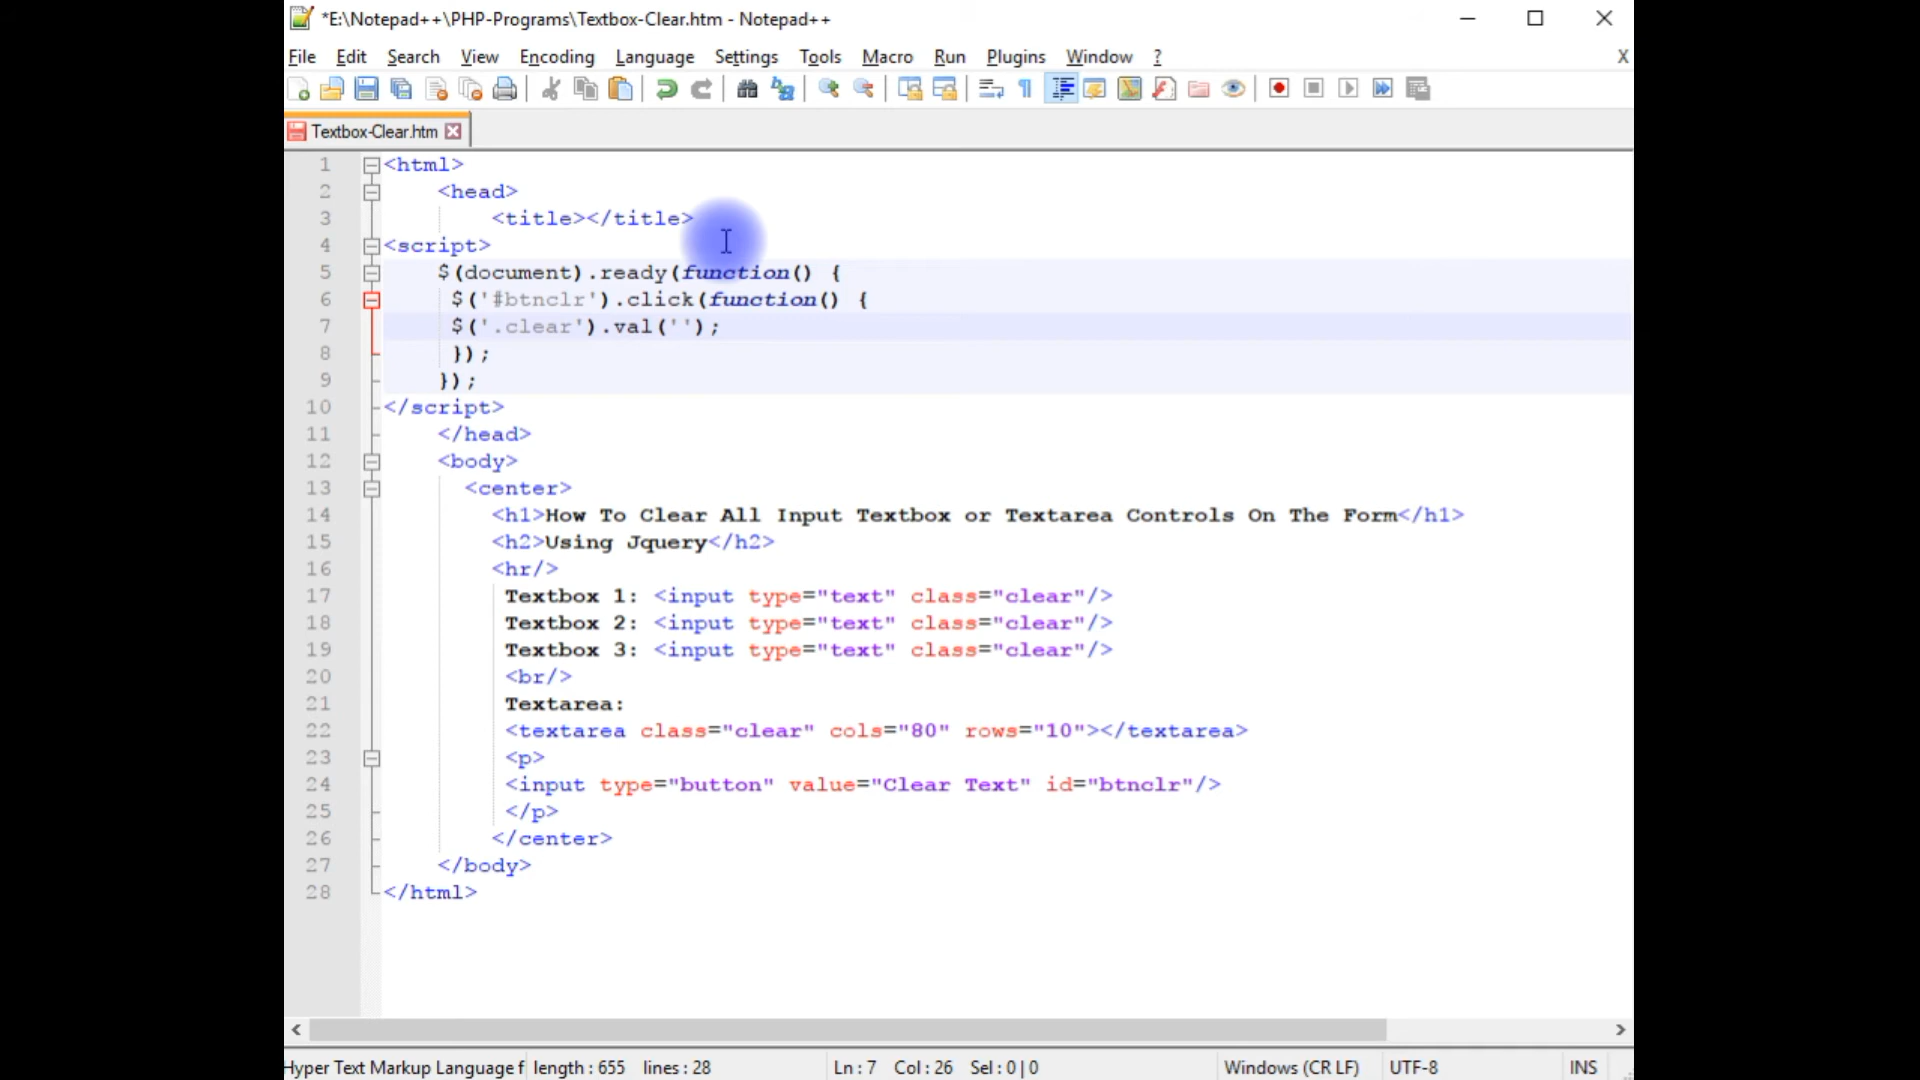 *E:\Notepad++\PHP-Programs\Textbox-Clear.htm - Notepad++
File Edit Search View Encoding Language Settings Tools Macro Run Plugins Window ? X
Textbox-Clear.htm
1 <html>
2 <head>
3 <title></title>
4 <script>
5 $(document).ready(function() {
6 $('#btnclr').click(function() {
7 $('.clear').val('');
8 });
9 });
10 </script>
11 </head>
12 <body>
13 <center>
14 <h1>How To Clear All Input Textbox or Textarea Controls On The Form</h1>
15 <h2>Using Jquery</h2>
16 <hr/>
17 Textbox 1: <input type="text" class="clear"/>
18 Textbox 2: <input type="text" class="clear"/>
19 Textbox 3: <input type="text" class="clear"/>
20 <br/>
21 Textarea:
22 <textarea class="clear" cols="80" rows="10"></textarea>
23 <p>
24 <input type="button" value="Clear Text" id="btnclr"/>
25 </p>
26 </center>
27 </body>
28 </html>
Hyper Text Markup Language f length : 655 lines : 28 Ln : 7 Col : 26 Sel : 0 | 0 Windows (CR LF) UTF-8 INS